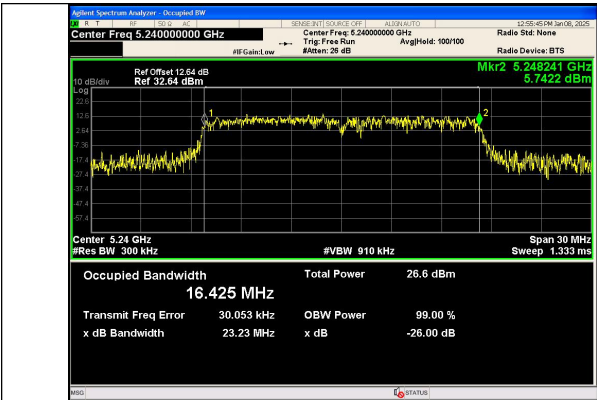 Agilent Spectrum Analyzer - Occupied BW
R T RF 50 Ω AC SENSE:INT SOURCE OFF ALIGN AUTO 12:55:45 PM Jan 08, 2025
Center Freq 5.240000000 GHz Center Freq: 5.240000000 GHz Radio Std: None
Trig: Free Run Avg|Hold: 100/100
#IFGain:Low #Atten: 26 dB Radio Device: BTS
Mkr2 5.248241 GHz
Ref Offset 12.64 dB 5.7422 dBm
10 dB/div Ref 32.64 dBm
Log
22.6
12.6
2.64
-7.36
-17.4
-27.4
-37.4
-47.4
-57.4
1
2
Center 5.24 GHz Span 30 MHz
#Res BW 300 kHz #VBW 910 kHz Sweep 1.333 ms
Occupied Bandwidth Total Power 26.6 dBm
16.425 MHz
Transmit Freq Error 30.053 kHz OBW Power 99.00 %
x dB Bandwidth 23.23 MHz x dB -26.00 dB
MSG STATUS